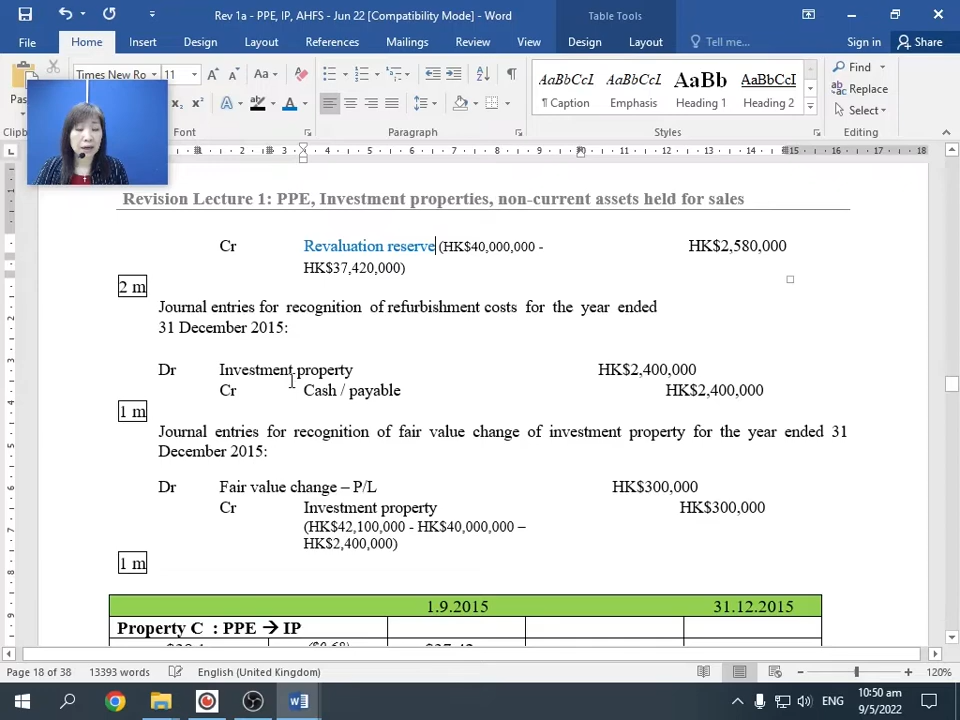 Rev 1a - PPE, IP, AHFS - Jun 22 [Compatibility Mode] - Word
Table Tools
File Home Insert Design Layout References Mailings Review View Design Layout Tell me... Sign in Share
Times New Ro 11 Aa
AaBbCcI AaBbCcI AaBb AaBbCcI
¶ Caption Emphasis Heading 1 Heading 2
Find
Replace
Select
Font Paragraph Styles Editing
Revision Lecture 1: PPE, Investment properties, non-current assets held for sales
Cr Revaluation reserve (HK$40,000,000 - HK$2,580,000
HK$37,420,000)
2 m
Journal entries for recognition of refurbishment costs for the year ended
31 December 2015:
Dr Investment property HK$2,400,000
Cr Cash / payable HK$2,400,000
1 m
Journal entries for recognition of fair value change of investment property for the year ended 31
December 2015:
Dr Fair value change – P/L HK$300,000
Cr Investment property HK$300,000
(HK$42,100,000 - HK$40,000,000 –
HK$2,400,000)
1 m
1.9.2015 31.12.2015
Property C : PPE → IP
Page 18 of 38 13393 words English (United Kingdom) 120%
ENG
10:50 am
9/5/2022